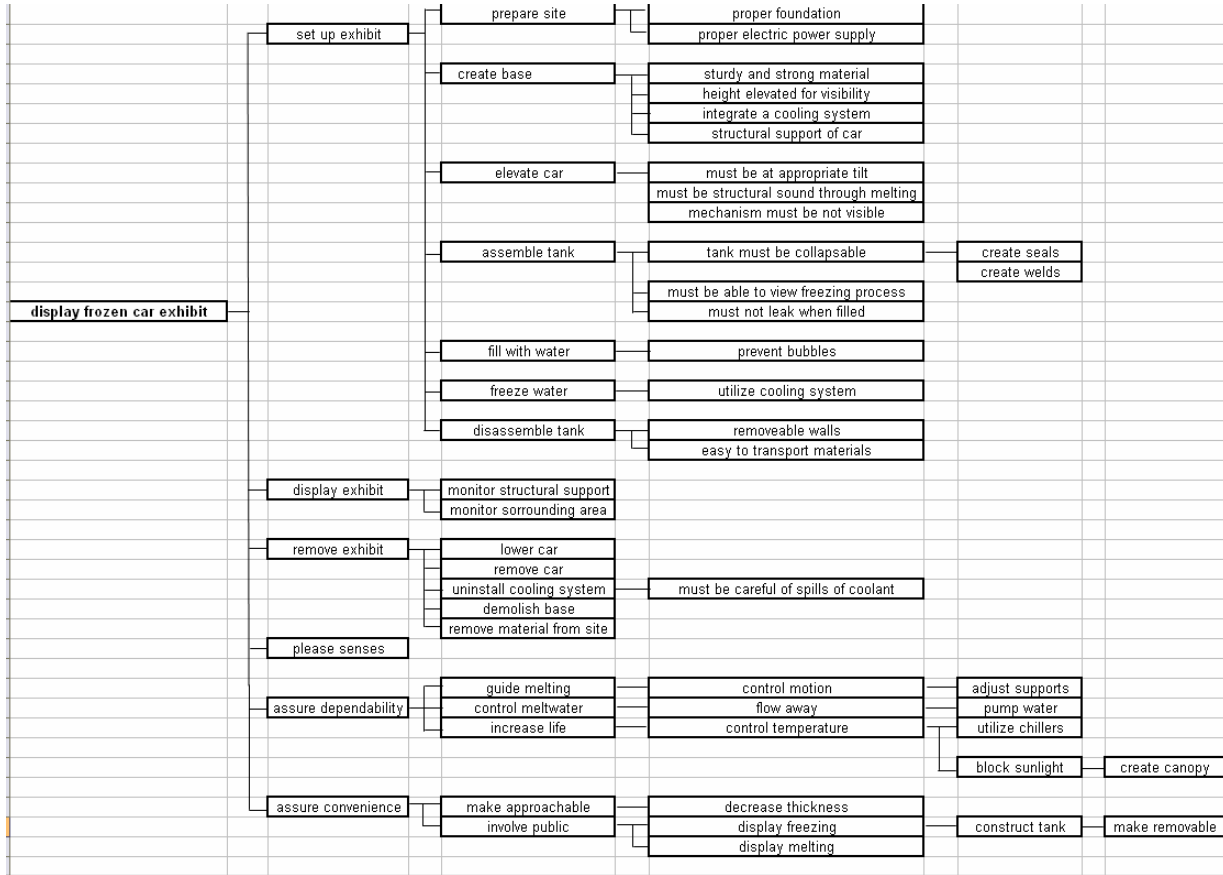 prepare site proper foundation
set up exhibit proper electric power supply
create base sturdy and strong material
height elevated for visibility
integrate a cooling system
structural support of car
elevate car must be at appropriate tilt
must be structural sound through melting
mechanism must be not visible
assemble tank tank must be collapsable create seals
create welds
must be able to view freezing process
display frozen car exhibit must not leak when filled
fill with water prevent bubbles
freeze water utilize cooling system
disassemble tank removeable walls
easy to transport materials
display exhibit monitor structural support
monitor sorrounding area
remove exhibit lower car
remove car
uninstall cooling system must be careful of spills of coolant
demolish base
remove material from site
please senses
guide melting control motion adjust supports
assure dependability control meltwater flow away pump water
increase life control temperature utilize chillers
block sunlight create canopy
assure convenience make approachable decrease thickness
involve public display freezing construct tank make removable
display melting